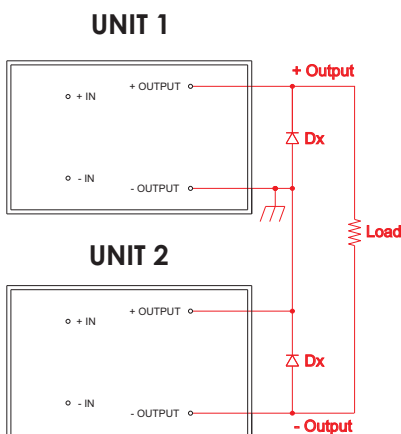 UNIT 1
+ Output
+ OUTPUT
+ IN
Dx
- IN
- OUTPUT
Load
UNIT 2
+ OUTPUT
+ IN
Dx
- IN
- OUTPUT
- Output